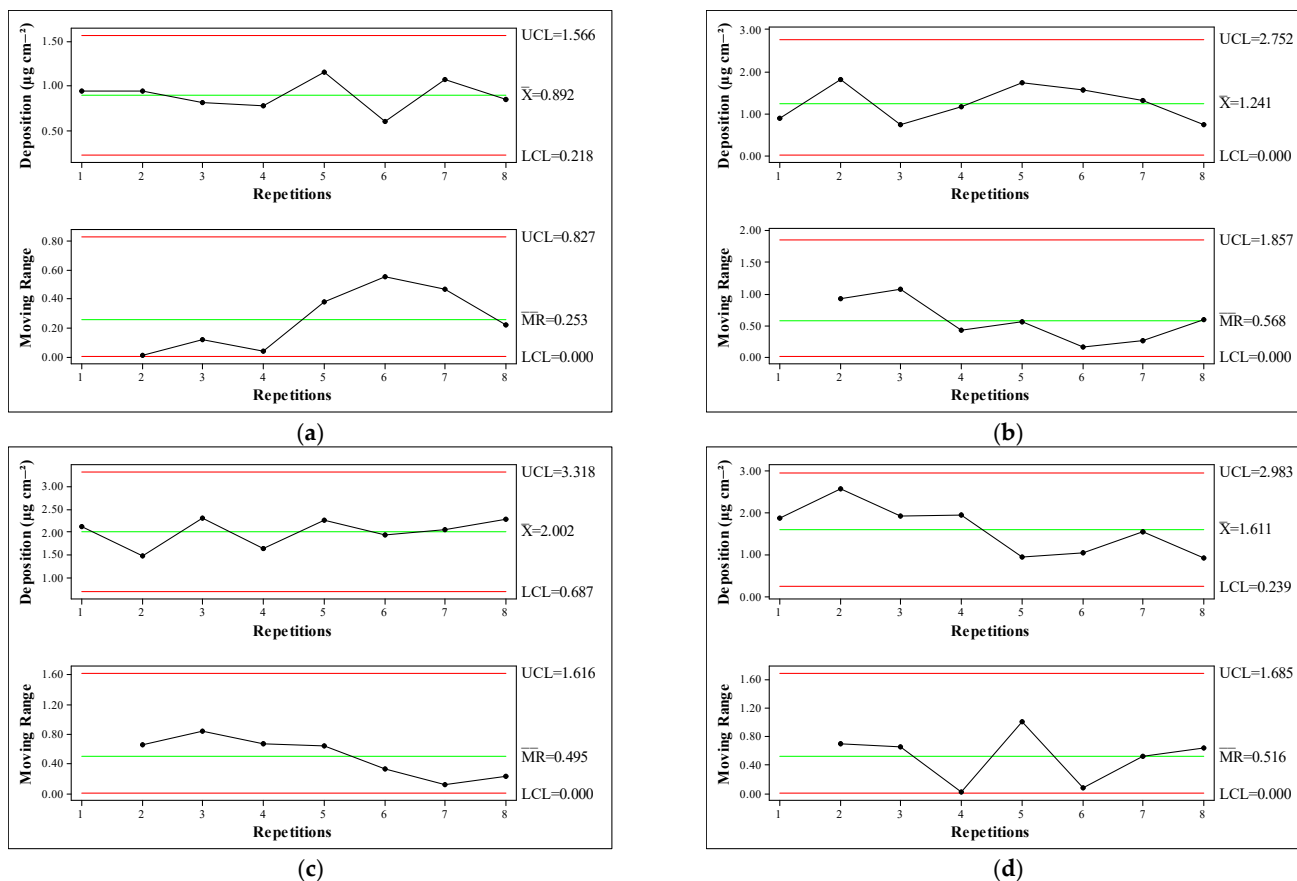 UCL=1.566
1.50
1.00
X̅=0.892
0.50
LCL=0.218
Deposition (µg cm⁻²)
1 2 3 4 5 6 7 8
Repetitions
UCL=0.827
0.80
0.60
0.40
M̅R̅=0.253
0.20
0.00
LCL=0.000
Moving Range
1 2 3 4 5 6 7 8
Repetitions
(a)
3.00
UCL=2.752
2.00
X̅=1.241
1.00
0.00
LCL=0.000
Deposition (µg cm⁻²)
1 2 3 4 5 6 7 8
Repetitions
2.00
UCL=1.857
1.50
1.00
M̅R̅=0.568
0.50
0.00
LCL=0.000
Moving Range
1 2 3 4 5 6 7 8
Repetitions
(b)
UCL=3.318
3.00
2.50
2.00
X̅=2.002
1.50
1.00
LCL=0.687
Deposition (µg cm⁻²)
1 2 3 4 5 6 7 8
Repetitions
1.60
UCL=1.616
1.20
0.80
M̅R̅=0.495
0.40
0.00
LCL=0.000
Moving Range
1 2 3 4 5 6 7 8
Repetitions
(c)
3.00
UCL=2.983
2.00
X̅=1.611
1.00
0.00
LCL=0.239
Deposition (µg cm⁻²)
1 2 3 4 5 6 7 8
Repetitions
UCL=1.685
1.60
1.20
0.80
M̅R̅=0.516
0.40
0.00
LCL=0.000
Moving Range
1 2 3 4 5 6 7 8
Repetitions
(d)